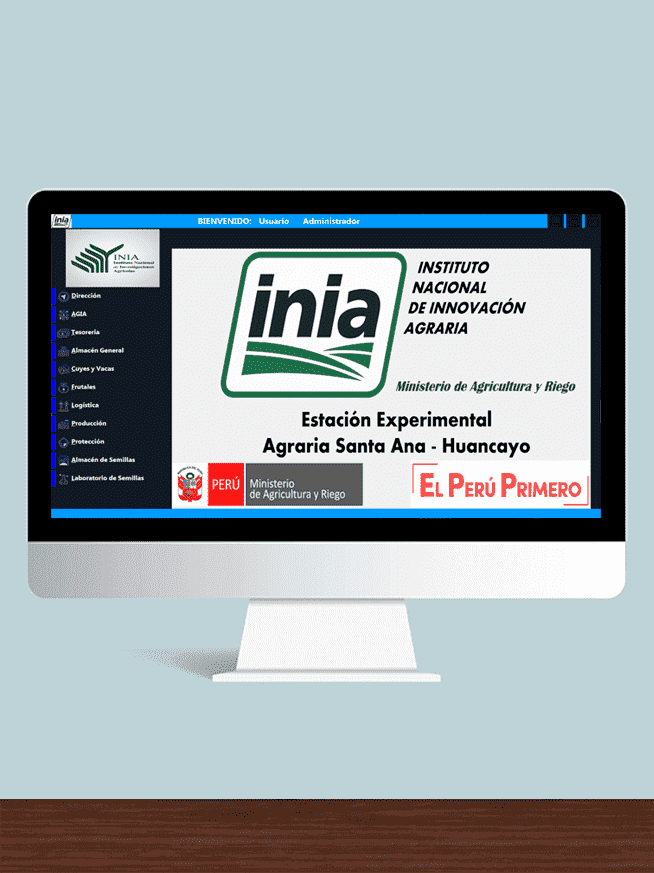 inia
BIENVENIDO: Usuario Administrador
INIA
Instituto Nacional
de Investigaciones
Agrícolas
Dirección
AGIA
Tesorería
Almacén General
Cuyes y Vacas
Frutales
Logística
Producción
Protección
Almacén de Semillas
Laboratorio de Semillas
inia
INSTITUTO
NACIONAL
DE INNOVACIÓN
AGRARIA
Ministerio de Agricultura y Riego
Estación Experimental
Agraria Santa Ana - Huancayo
PERÚ
Ministerio
de Agricultura y Riego
EL PERÚ PRIMERO